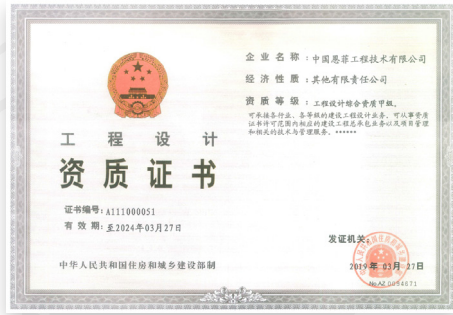 工程设计
资质证书
证书编号:A111000051
有效期:至2024年03月27日
中华人民共和国住房和城乡建设部制
企业名称:中国恩菲工程技术有限公司
经济性质:其他有限责任公司
资质等级:工程设计综合资质甲级。
可承接各行业、各等级的建设工程设计业务。可从事资质
证书许可范围内相应的建设工程总承包业务以及项目管理
和相关的技术与管理服务。******
发证机关:
2019年03月27日
No.AZ 0054671